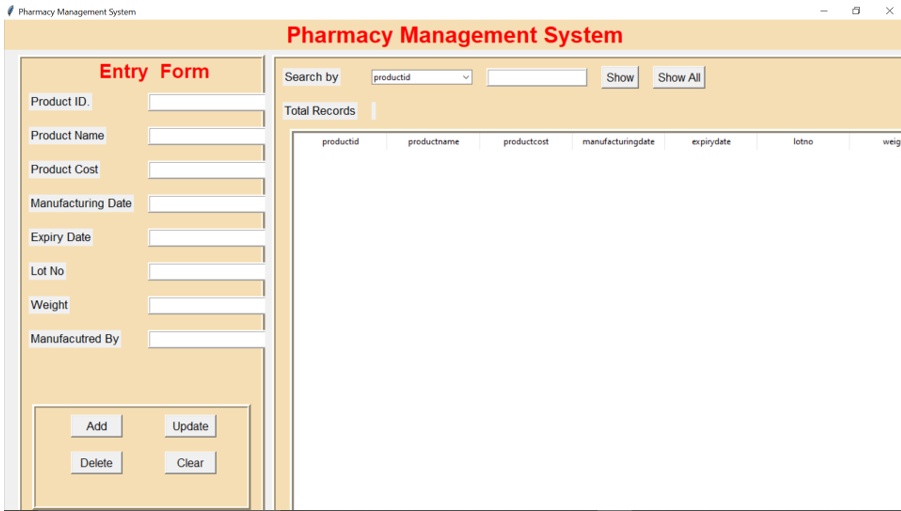 Pharmacy Management System
Pharmacy Management System
Entry Form
Product ID.
Product Name
Product Cost
Manufacturing Date
Expiry Date
Lot No
Weight
Manufacutred By
Add Update
Delete Clear
Search by productid Show Show All
Total Records
productid productname productcost manufacturingdate expirydate lotno weig